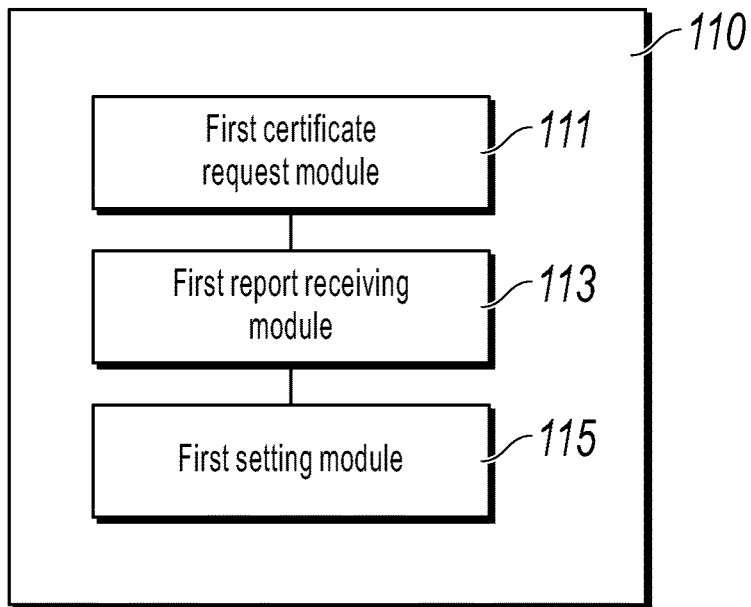 110
First certificate
request module
111
First report receiving
module
113
First setting module
115